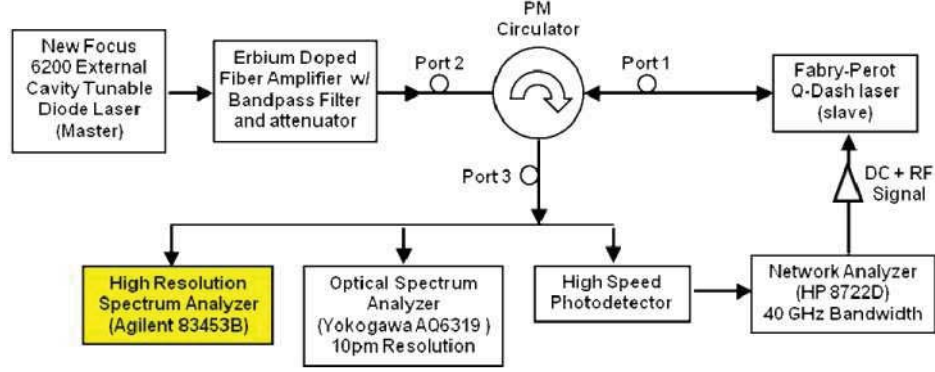 PM
Circulator
New Focus
6200 External
Cavity Tunable
Diode Laser
(Master)
Erbium Doped
Fiber Amplifier w/
Bandpass Filter
and attenuator
Port 2
Port 1
Fabry-Perot
Q-Dash laser
(slave)
Port 3
DC + RF
Signal
High Resolution
Spectrum Analyzer
(Agilent 83453B)
Optical Spectrum
Analyzer
(Yokogawa AQ6319 )
10pm Resolution
High Speed
Photodetector
Network Analyzer
(HP 8722D)
40 GHz Bandwidth